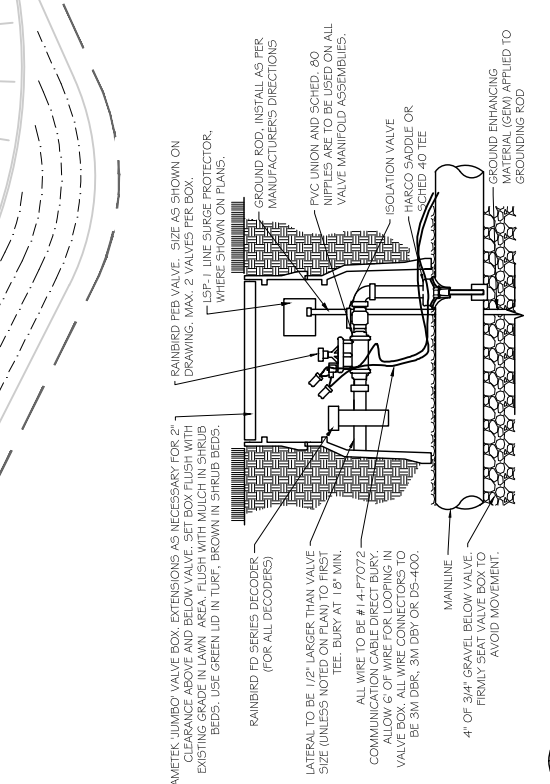 AMETEK 'JUMBO' VALVE BOX. EXTENSIONS AS NECESSARY FOR 2"
CLEARANCE ABOVE AND BELOW VALVE. SET BOX FLUSH WITH
EXISTING GRADE IN LAWN AREA. FLUSH WITH MULCH IN SHRUB
BEDS. USE GREEN LID IN TURF, BROWN IN SHRUB BEDS.
RAINBIRD PEB VALVE. SIZE AS SHOWN ON
DRAWING. MAX. 2 VALVES PER BOX.
LSP-1 LINE SURGE PROTECTOR,
WHERE SHOWN ON PLANS.
GROUND ROD, INSTALL AS PER
MANUFACTURER'S DIRECTIONS
PVC UNION AND SCHED. 80
NIPPLES ARE TO BE USED ON ALL
VALVE MANIFOLD ASSEMBLIES.
ISOLATION VALVE
HARCO SADDLE OR
SCHED 40 TEE
GROUND ENHANCING
MATERIAL (GEM) APPLIED TO
GROUNDING ROD
RAINBIRD FD SERIES DECODER
(FOR ALL DECODERS)
LATERAL TO BE 1/2" LARGER THAN VALVE
SIZE (UNLESS NOTED ON PLAN) TO FIRST
TEE. BURY AT 18" MIN.
ALL WIRE TO BE #14-P7072
COMMUNICATION CABLE DIRECT BURY.
ALLOW 6' OF WIRE FOR LOOPING IN
VALVE BOX. ALL WIRE CONNECTORS TO
BE 3M DBR, 3M DBY OR DS-400.
MAINLINE
4" OF 3/4" GRAVEL BELOW VALVE.
FIRMLY SEAT VALVE BOX TO
AVOID MOVEMENT.